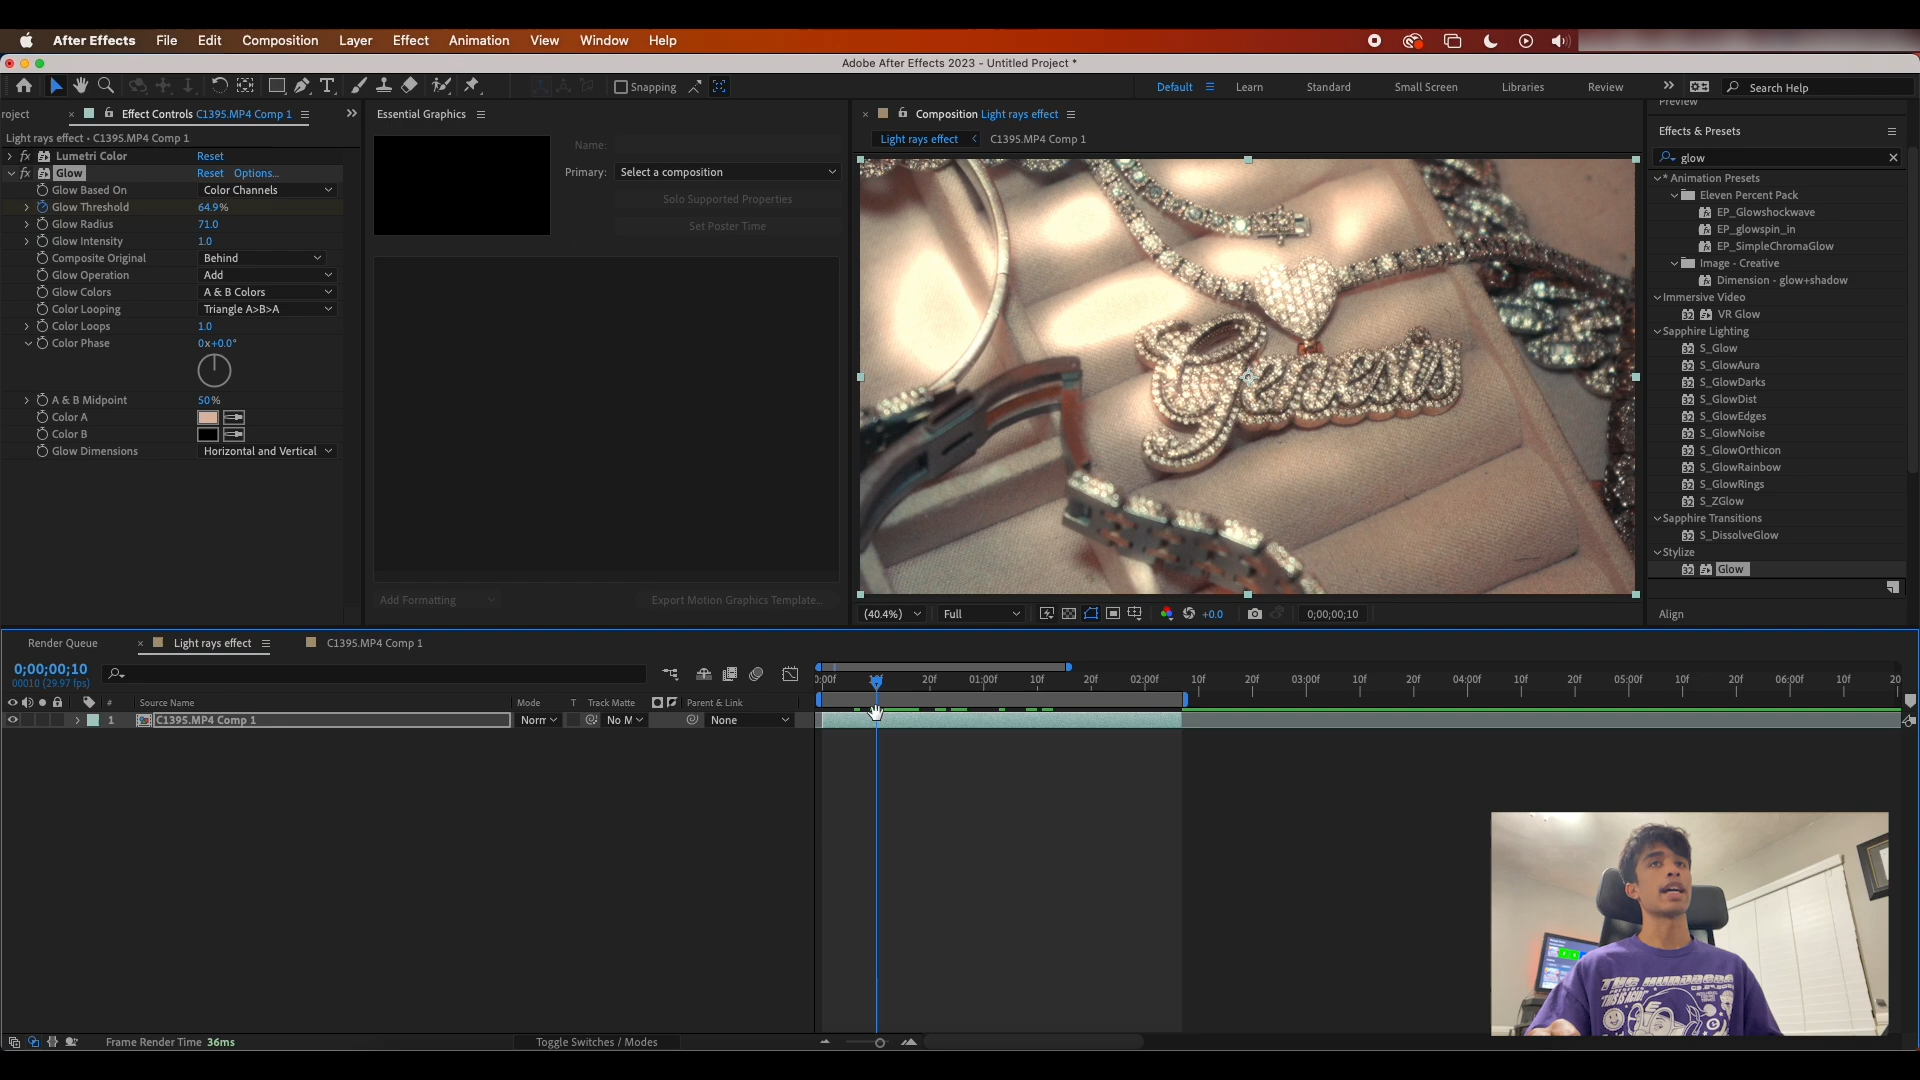 After Effects File Edit Composition Layer Effect Animation View Window Help
Adobe After Effects 2023 - Untitled Project *
Snapping
Default Learn Standard Small Screen Libraries Review Search Help
roject
Effect Controls C1395.MP4 Comp 1
Light rays effect • C1395.MP4 Comp 1
fx Lumetri Color Reset
fx Glow Reset Options...
Glow Based On Color Channels
Glow Threshold 64.9%
Glow Radius 71.0
Glow Intensity 1.0
Composite Original Behind
Glow Operation Add
Glow Colors A & B Colors
Color Looping Triangle A>B>A
Color Loops 1.0
Color Phase 0x+0.0°
A & B Midpoint 50%
Color A
Color B
Glow Dimensions Horizontal and Vertical
Essential Graphics
Name:
Primary: Select a composition
Solo Supported Properties
Set Poster Time
Add Formatting
Export Motion Graphics Template...
Composition Light rays effect
Light rays effect < C1395.MP4 Comp 1
Genesis
(40.4%) Full +0.0 0;00;00;10
Preview
Effects & Presets
glow
* Animation Presets
Eleven Percent Pack
EP_Glowshockwave
EP_glowspin_in
EP_SimpleChromaGlow
Image - Creative
Dimension - glow+shadow
Immersive Video
VR Glow
Sapphire Lighting
S_Glow
S_GlowAura
S_GlowDarks
S_GlowDist
S_GlowEdges
S_GlowNoise
S_GlowOrthicon
S_GlowRainbow
S_GlowRings
S_ZGlow
Sapphire Transitions
S_DissolveGlow
Stylize
Glow
Align
Render Queue Light rays effect C1395.MP4 Comp 1
0;00;00;10
00010 (29.97 fps)
# Source Name Mode T Track Matte Parent & Link
1 C1395.MP4 Comp 1 Norm No M None
0:00f 10f 20f 01:00f 10f 20f 02:00f 10f 20f 03:00f 10f 20f 04:00f 10f 20f 05:00f 10f 20f 06:00f 10f 20
THE HUNDREDS
"THIS IS ACID"
Frame Render Time 36ms
Toggle Switches / Modes